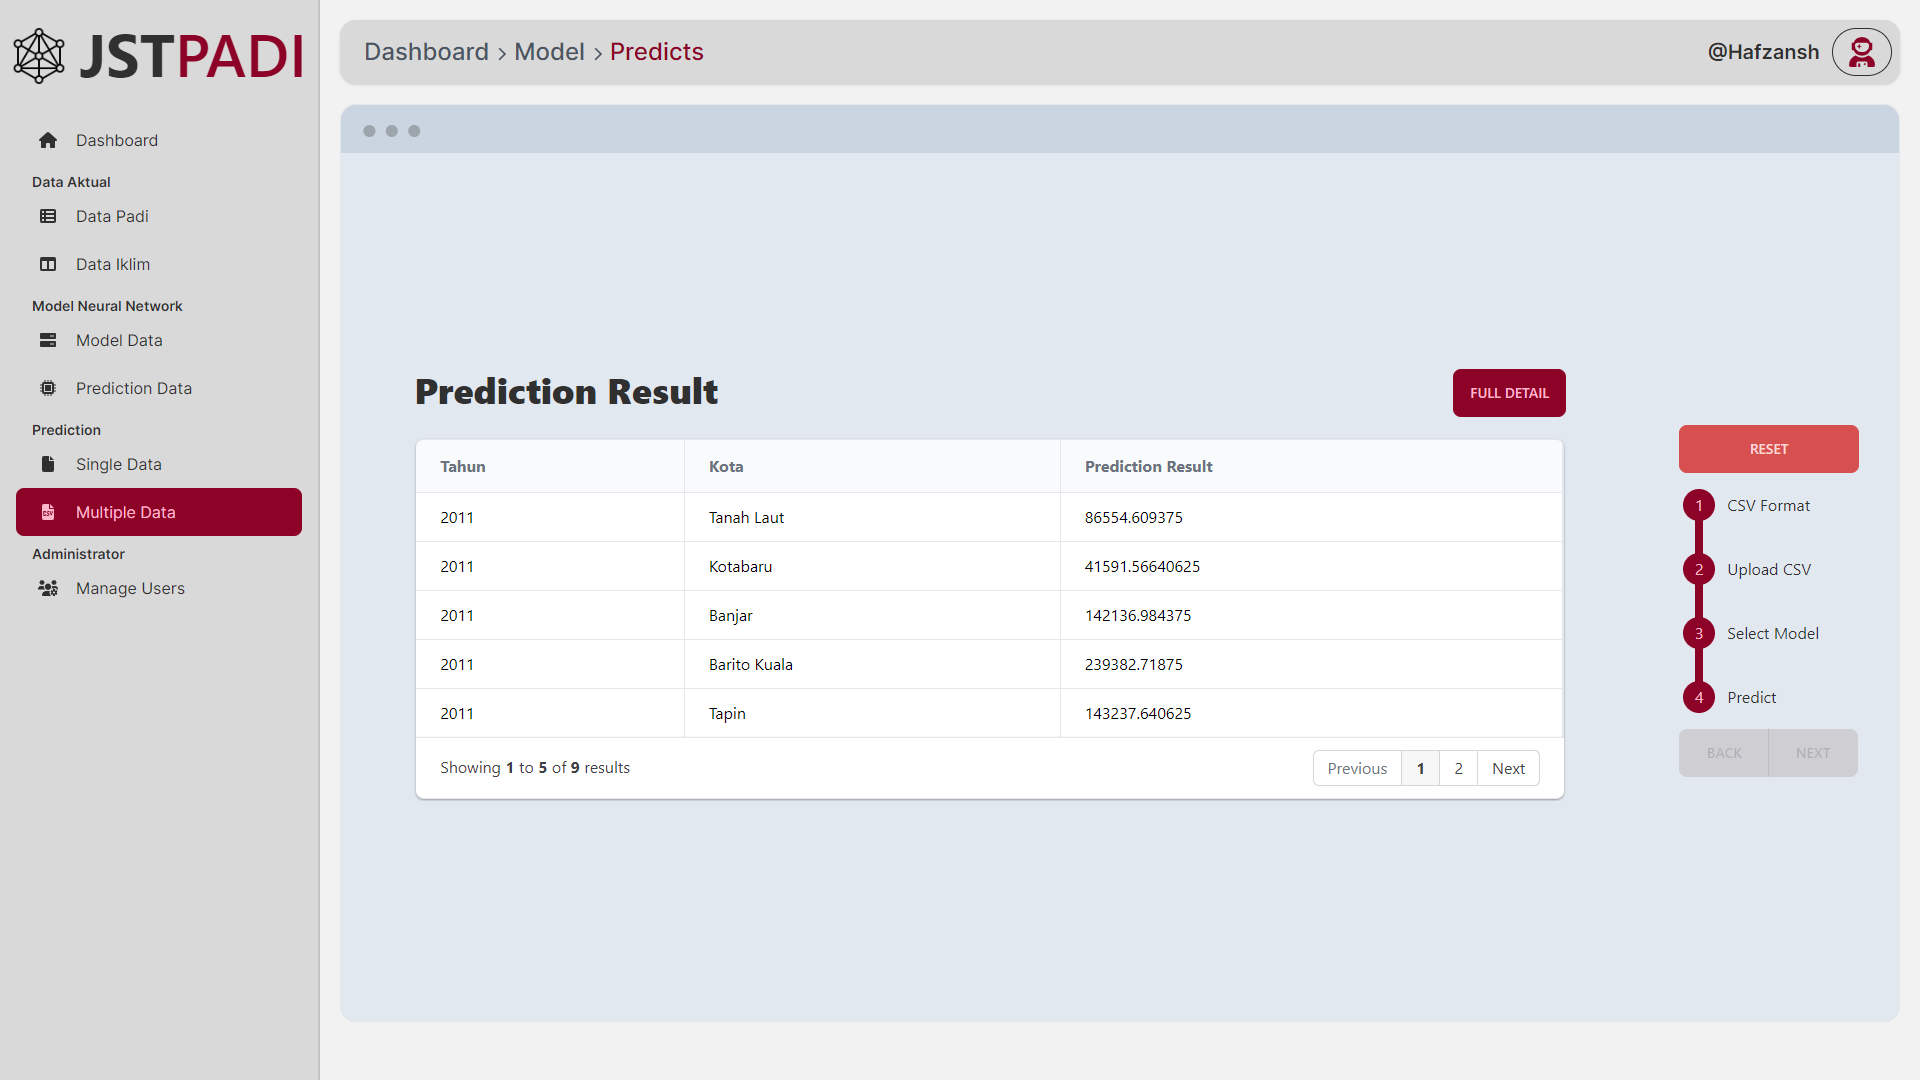 JSTPADI
Dashboard
Data Aktual
Data Padi
Data Iklim
Model Neural Network
Model Data
Prediction Data
Prediction
Single Data
Multiple Data
Administrator
Manage Users
Dashboard > Model > Predicts
@Hafzansh
Prediction Result
FULL DETAIL
Tahun Kota Prediction Result
2011 Tanah Laut 86554.609375
2011 Kotabaru 41591.56640625
2011 Banjar 142136.984375
2011 Barito Kuala 239382.71875
2011 Tapin 143237.640625
Showing 1 to 5 of 9 results
Previous 1 2 Next
RESET
1 CSV Format
2 Upload CSV
3 Select Model
4 Predict
BACK NEXT